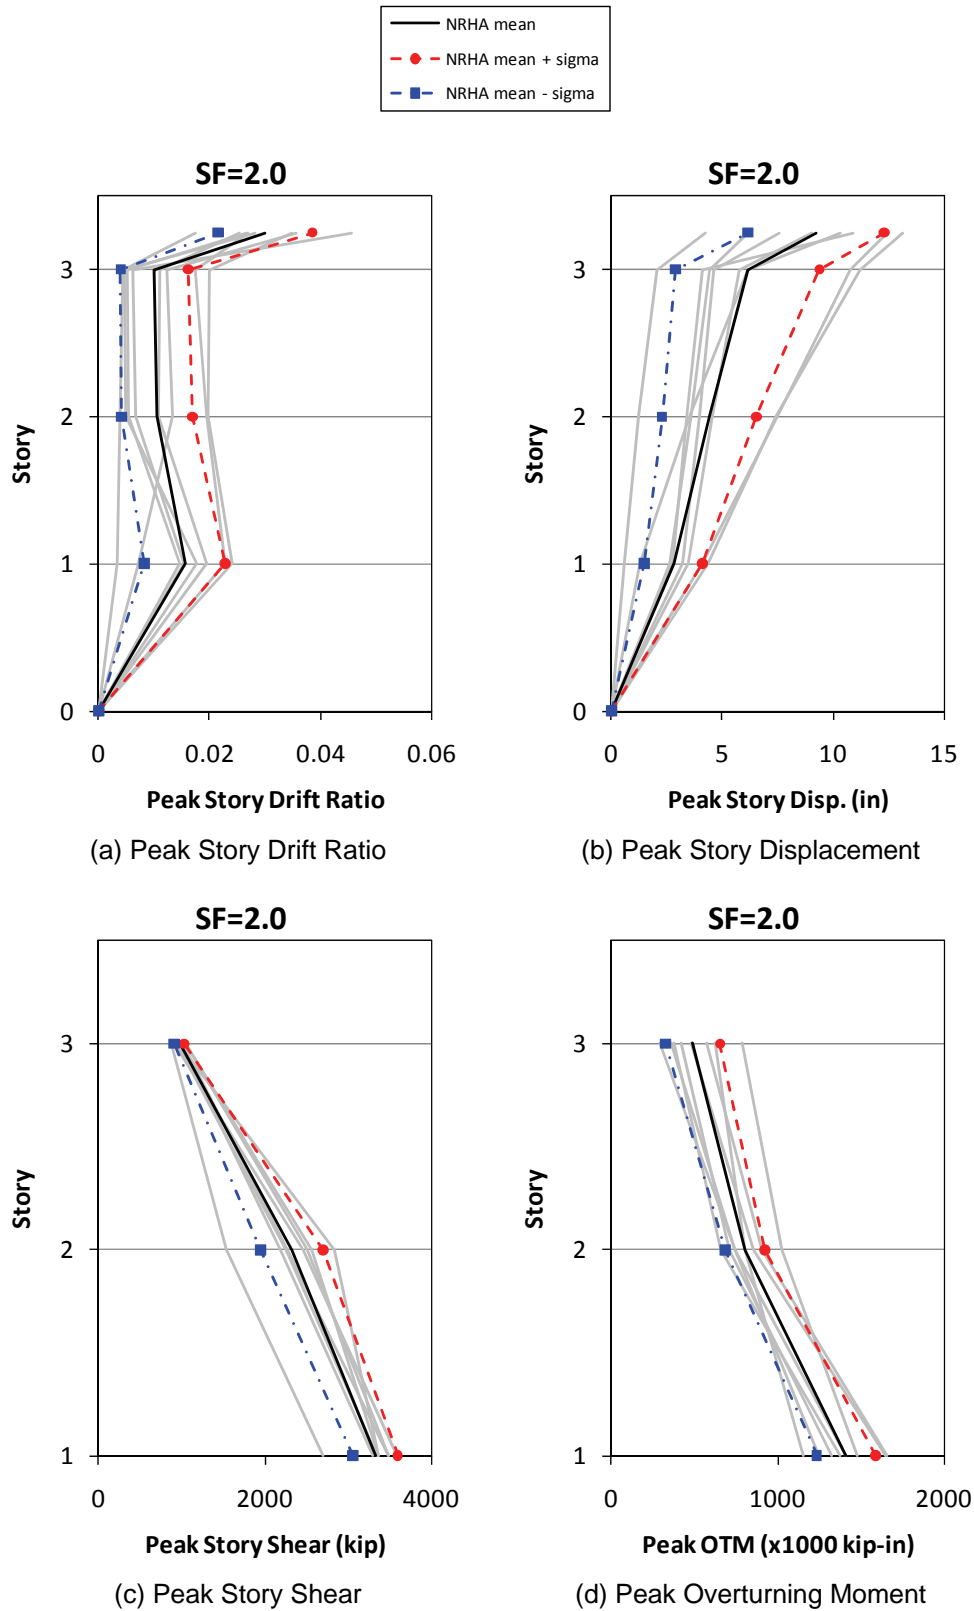 NRHA mean
NRHA mean + sigma
NRHA mean - sigma
SF=2.0
3
2
1
0
Story
0
0.02
0.04
0.06
Peak Story Drift Ratio
(a) Peak Story Drift Ratio
SF=2.0
3
2
1
0
Story
0
5
10
15
Peak Story Disp. (in)
(b) Peak Story Displacement
SF=2.0
3
2
1
Story
0
2000
4000
Peak Story Shear (kip)
(c) Peak Story Shear
SF=2.0
3
2
1
Story
0
1000
2000
Peak OTM (x1000 kip-in)
(d) Peak Overturning Moment